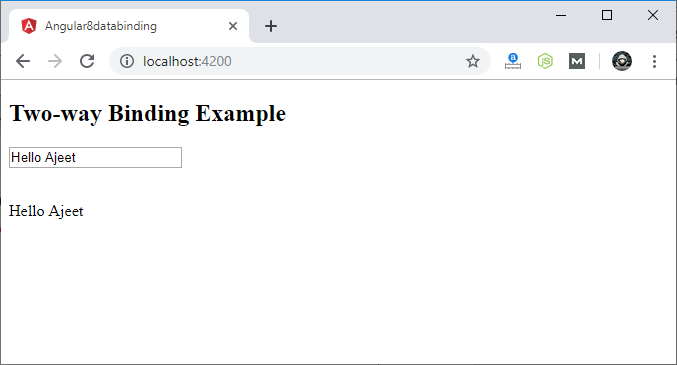 Angular8databinding
localhost:4200
Two-way Binding Example
Hello Ajeet
Hello Ajeet